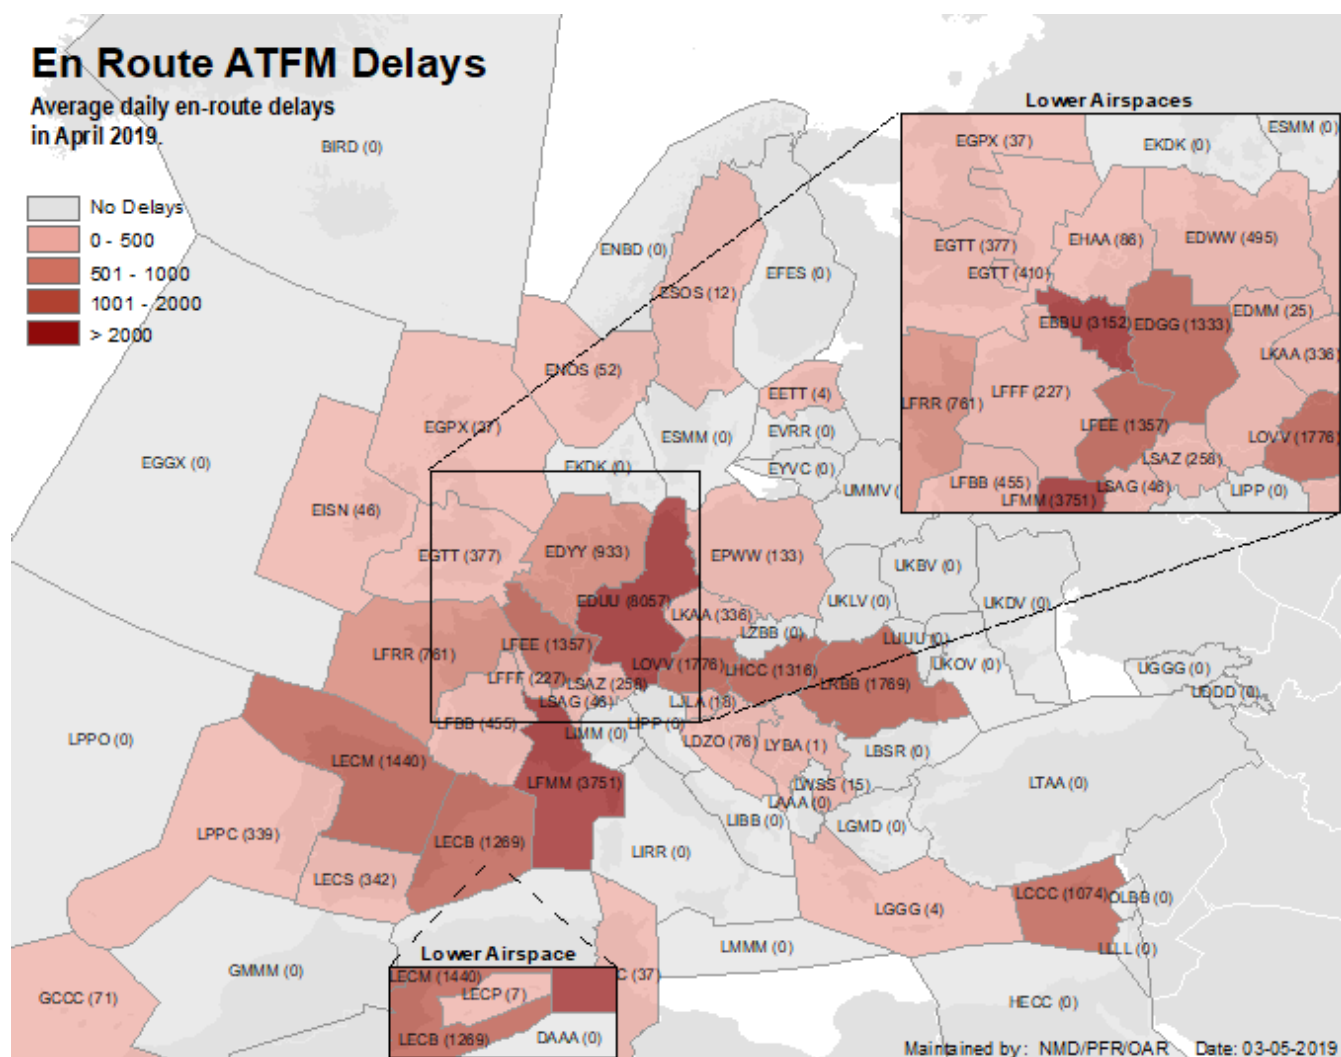 En Route ATFM Delays
Average daily en-route delays
in April 2019.
No Delays
0 - 500
501 - 1000
1001 - 2000
> 2000
Lower Airspaces
EGPX (37)
EKDK (0)
ESMM (0)
EGTT (377)
EHAA (86)
EDWW (495)
EGTT (410)
EBBU (3152)
EDGG (1333)
EDMM (25)
LKAA (336)
LFRR (761)
LFFF (227)
LFEE (1357)
LOVV (1776)
LSAZ (258)
LFBB (455)
LSAG (46)
LIPP (0)
LFMM (3751)
BIRD (0)
ENBD (0)
EFES (0)
ESOS (12)
ENOS (52)
EETT (4)
EGPX (37)
ESMM (0)
EVRR (0)
EGGX (0)
EKDK (0)
EYVC (0)
UMMV (
EISN (46)
EGTT (377)
EDYY (933)
EPWW (133)
UKBV (0)
EDUU (8057)
UKLV (0)
UKDV (0)
LKAA (336)
LZBB (0)
LFEE (1357)
LUUU (0)
LFRR (761)
LOVV (1776)
LHCC (1316)
UKOV (0)
UGGG (0)
LFFF (227)
LSAZ (258)
LRBB (1769)
UDDD (0)
LSAG (46)
LJLA (18)
LPPO (0)
LFBB (455)
LIMM (0)
LIPP (0)
LDZO (76)
LYBA (1)
LBSR (0)
LECM (1440)
LFMM (3751)
LWSS (15)
LTAA (0)
LAAA (0)
LPPC (339)
LECB (1269)
LIBB (0)
LGMD (0)
LIRR (0)
LECS (342)
LGGG (4)
LCCC (1074)
OLBB (0)
LMMM (0)
LLLL (0)
Lower Airspace
GMMM (0)
LECM (1440)
C (37)
LECP (7)
GCCC (71)
LECB (1269)
DAAA (0)
HECC (0)
Maintained by: NMD/PFR/OAR Date: 03-05-2019